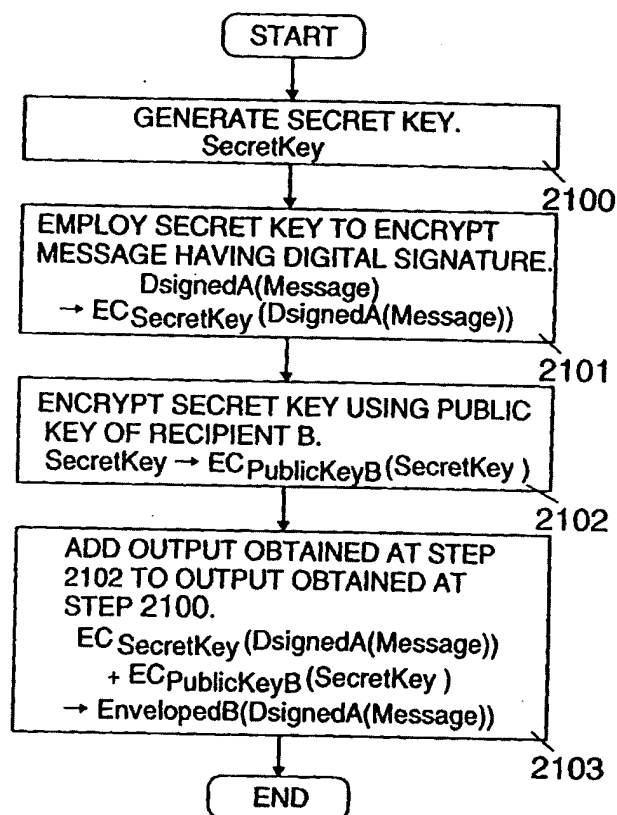 START
GENERATE SECRET KEY.
SecretKey
2100
EMPLOY SECRET KEY TO ENCRYPT
MESSAGE HAVING DIGITAL SIGNATURE.
DsignedA(Message)
→ ECSecretKey(DsignedA(Message))
2101
ENCRYPT SECRET KEY USING PUBLIC
KEY OF RECIPIENT B.
SecretKey → ECPublicKeyB(SecretKey)
2102
ADD OUTPUT OBTAINED AT STEP
2102 TO OUTPUT OBTAINED AT
STEP 2100.
ECSecretKey(DsignedA(Message))
+ ECPublicKeyB(SecretKey)
→ EnvelopedB(DsignedA(Message))
2103
END